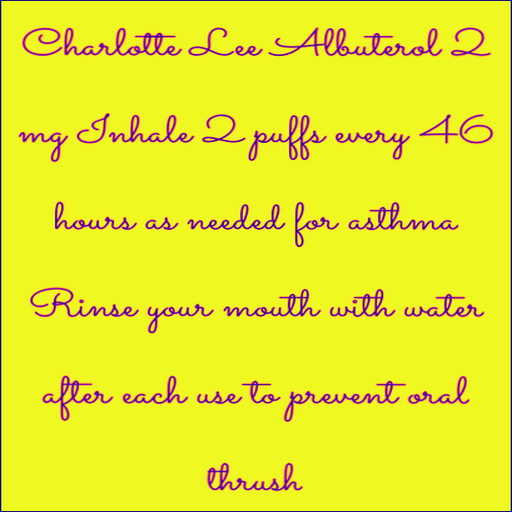 Charlotte Lee Albuterol 2
mg Inhale 2 puffs every 46
hours as needed for asthma
Rinse your mouth with water
after each use to prevent oral
thrush